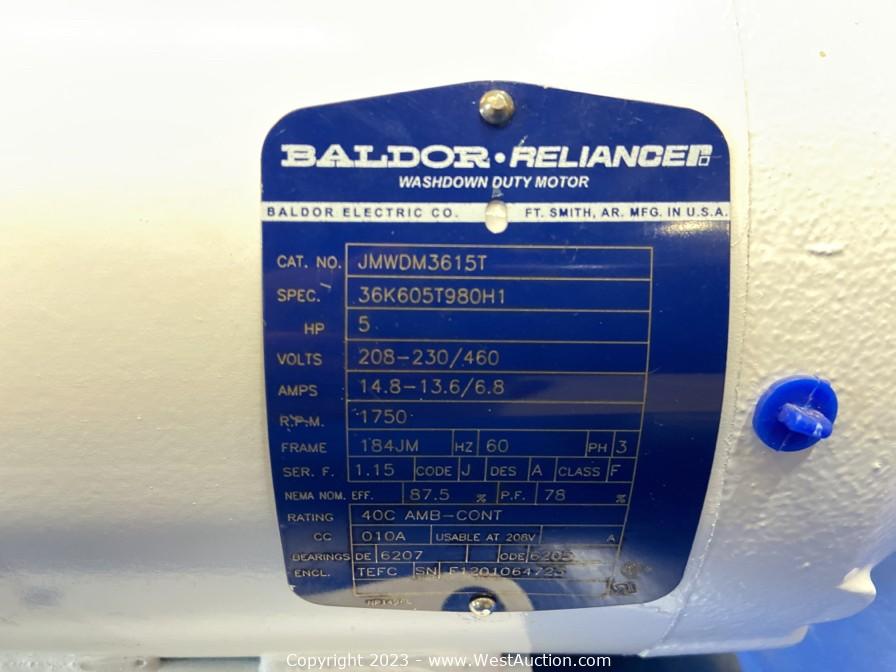 BALDOR • RELIANCE
WASHDOWN DUTY MOTOR
BALDOR ELECTRIC CO. FT. SMITH, AR. MFG. IN U.S.A.
CAT. NO. JMWDM3615T
SPEC. 36K605T980H1
HP 5
VOLTS 208-230/460
AMPS 14.8-13.6/6.8
R.P.M. 1750
FRAME 184JM HZ 60 PH 3
SER. F. 1.15 CODE J DES A CLASS F
NEMA NOM. EFF. 87.5 % P.F. 78 %
RATING 40C AMB-CONT
CC 010A USABLE AT 208V A
BEARINGS DE 6207 ODE 6205
ENCL. TEFC SN
Copyright 2023 - www.WestAuction.com